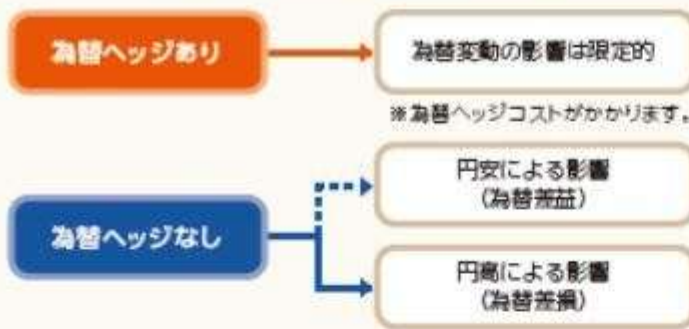 為替ヘッジあり
為替変動の影響は限定的
※為替ヘッジコストがかかります。
為替ヘッジなし
円安による影響
(為替差益)
円高による影響
(為替差損)